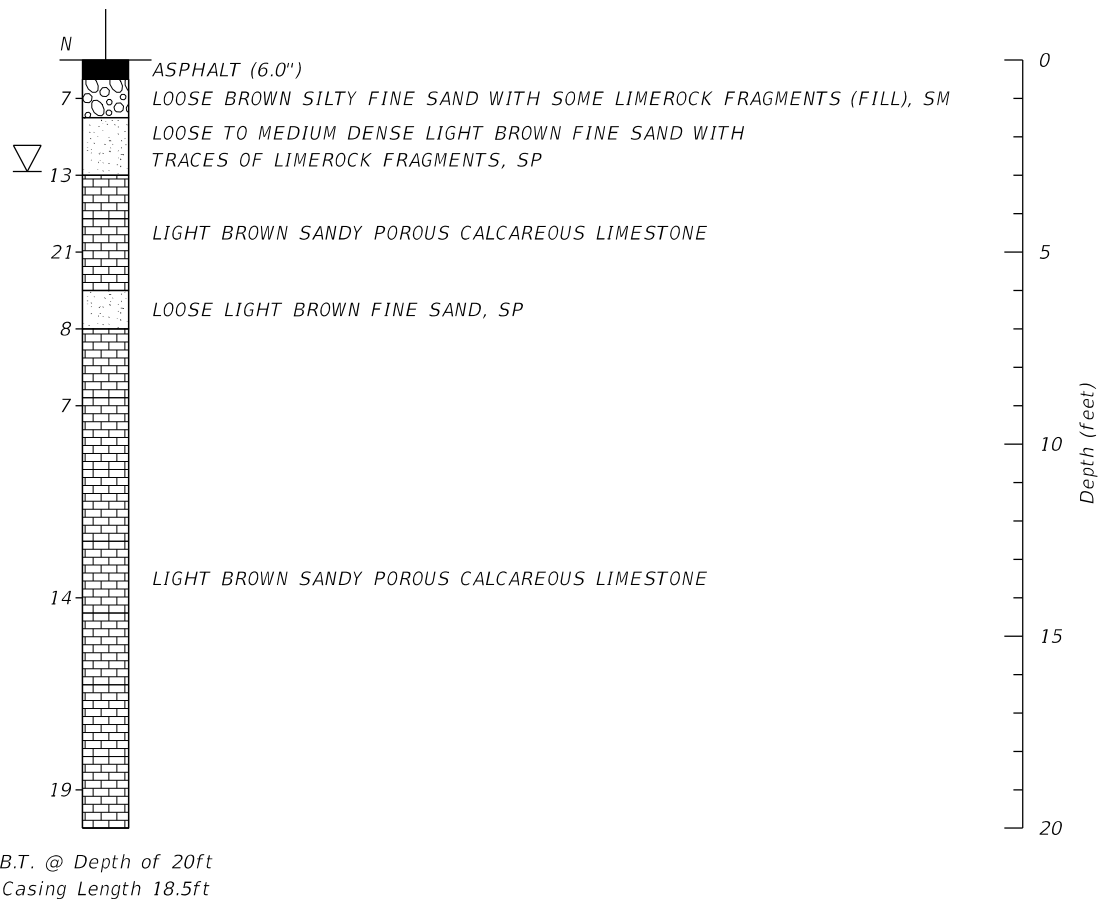 N
0
ASPHALT (6.0")
7
LOOSE BROWN SILTY FINE SAND WITH SOME LIMEROCK FRAGMENTS (FILL), SM
LOOSE TO MEDIUM DENSE LIGHT BROWN FINE SAND WITH
TRACES OF LIMEROCK FRAGMENTS, SP
13
LIGHT BROWN SANDY POROUS CALCAREOUS LIMESTONE
21
5
LOOSE LIGHT BROWN FINE SAND, SP
8
7
10
Depth (feet)
LIGHT BROWN SANDY POROUS CALCAREOUS LIMESTONE
14
15
19
20
B.T. @ Depth of 20ft
Casing Length 18.5ft